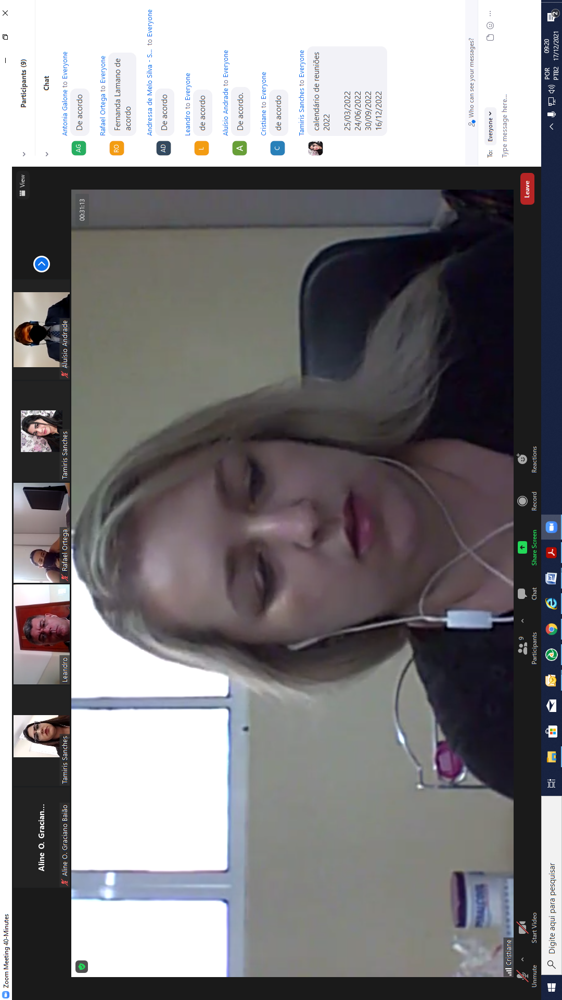 Zoom Meeting 40-Minutes
View
Aline O. Gracian...
Aline O. Graciano Baião
Tamiris Sanches
Leandro
Rafael Ortega
Tamiris Sanches
Aluísio Andrade
00:31:13
PARALCOOL
Cristiane
Unmute
Start Video
Participants
9
Chat
Share Screen
Record
Reactions
Leave
Participants (9)
Chat
Antonia Galone to Everyone
AG
De acordo
Rafael Ortega to Everyone
RO
Fernanda Lamano de
acordo
Andressa de Melo Silva - S... to Everyone
AD
De acordo
Leandro to Everyone
L
de acordo
Aluísio Andrade to Everyone
A
De acordo.
Cristiane to Everyone
C
de acordo
Tamiris Sanches to Everyone
calendário de reuniões
2022
25/03/2022
24/06/2022
30/09/2022
16/12/2022
Who can see your messages?
To: Everyone
Type message here...
Digite aqui para pesquisar
POR
PTB2
09:20
17/12/2021
2